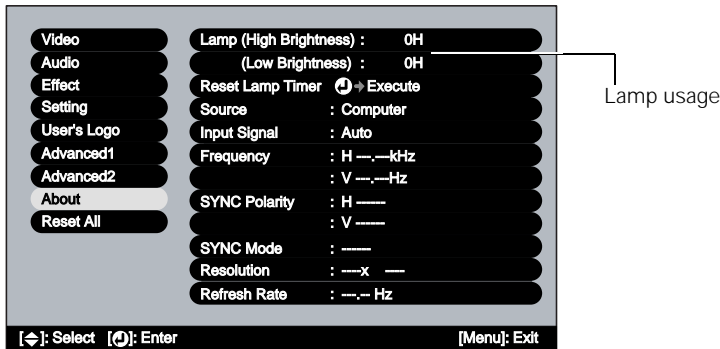 Video
Audio
Effect
Setting
User's Logo
Advanced1
Advanced2
About
Reset All
Lamp (High Brightness) : 0H
(Low Brightness) : 0H
Reset Lamp Timer Execute
Source : Computer
Input Signal : Auto
Frequency : H ---.---kHz
: V ---.---Hz
SYNC Polarity : H ------
: V ------
SYNC Mode : ------
Resolution : ----x ----
Refresh Rate : ---.-- Hz
Lamp usage
[ ]: Select [ ]: Enter [Menu]: Exit